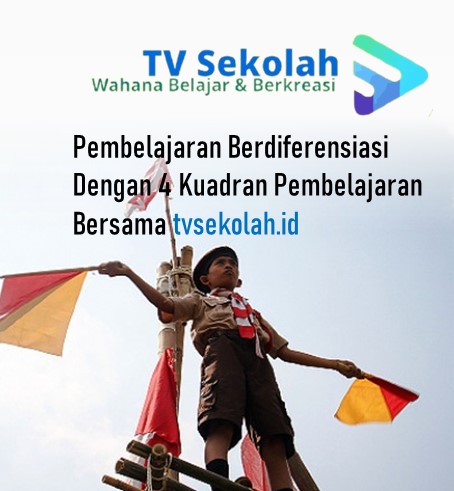 TV Sekolah
Wahana Belajar & Berkreasi
Pembelajaran Berdiferensiasi
Dengan 4 Kuadran Pembelajaran
Bersama tvsekolah.id